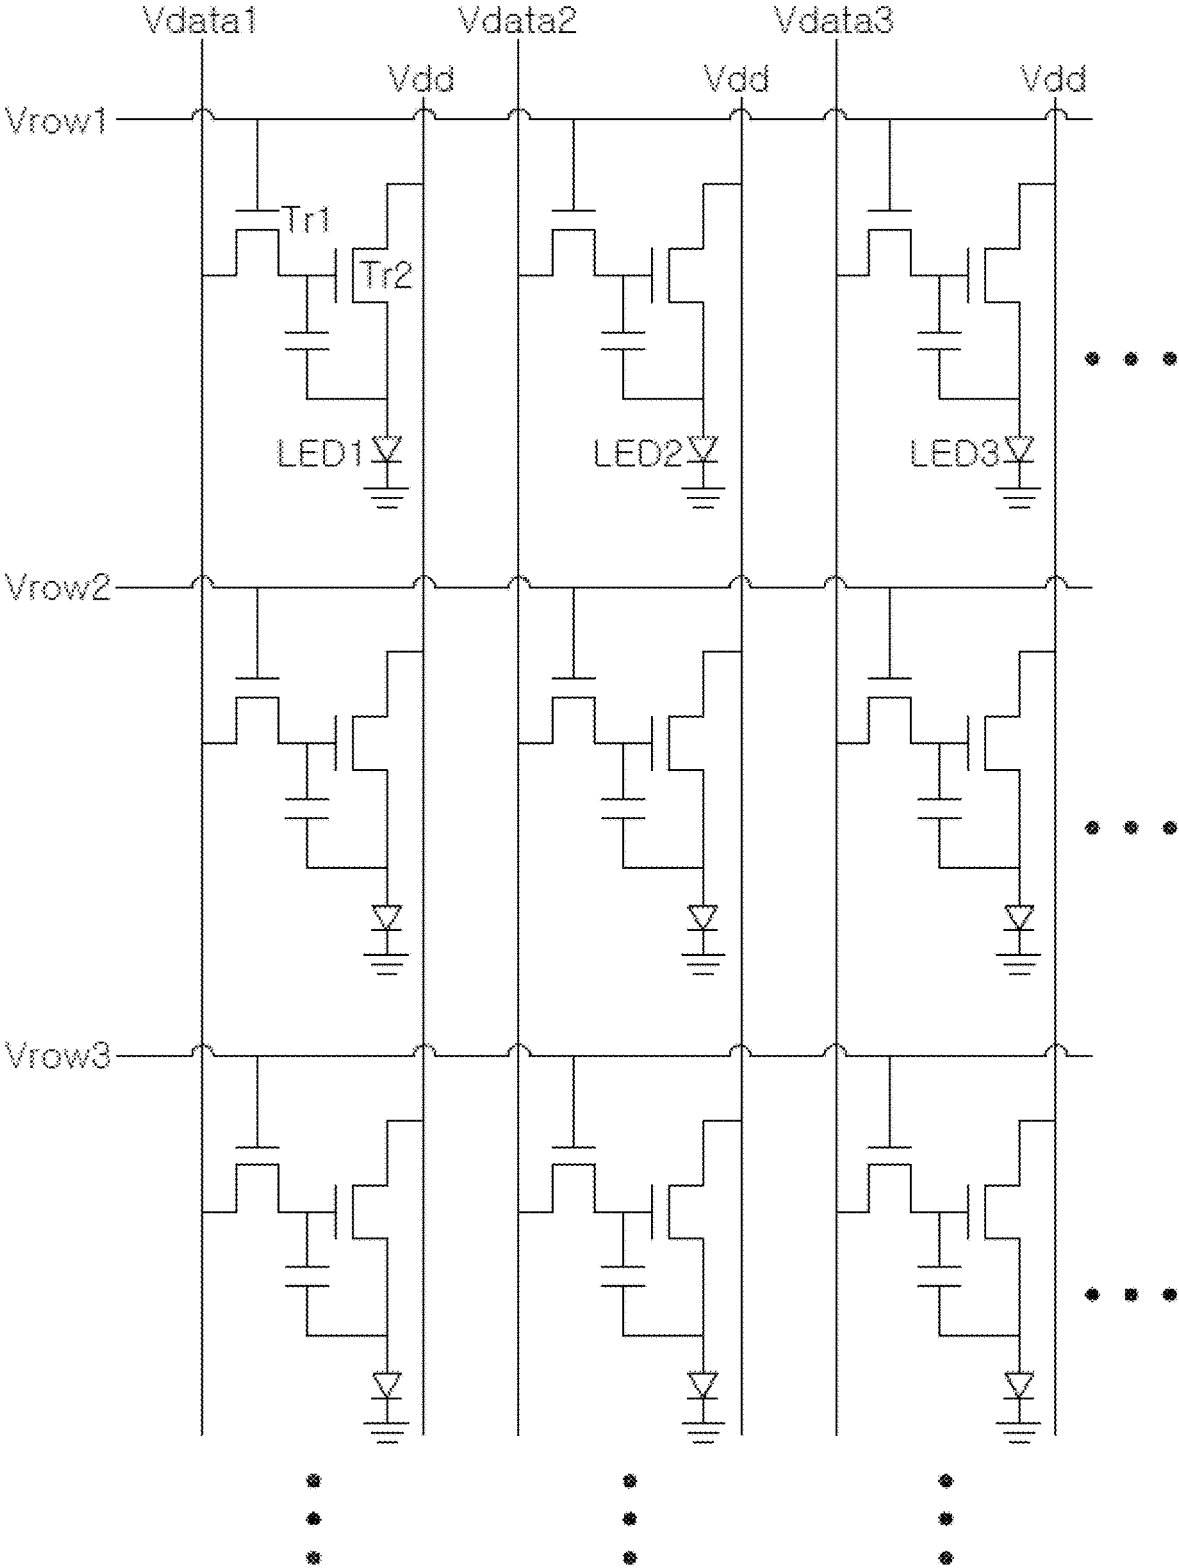 Vdata1 Vdata2 Vdata3
Vdd Vdd Vdd
Vrow1
Tr1
Tr2
LED1 LED2 LED3
Vrow2
Vrow3